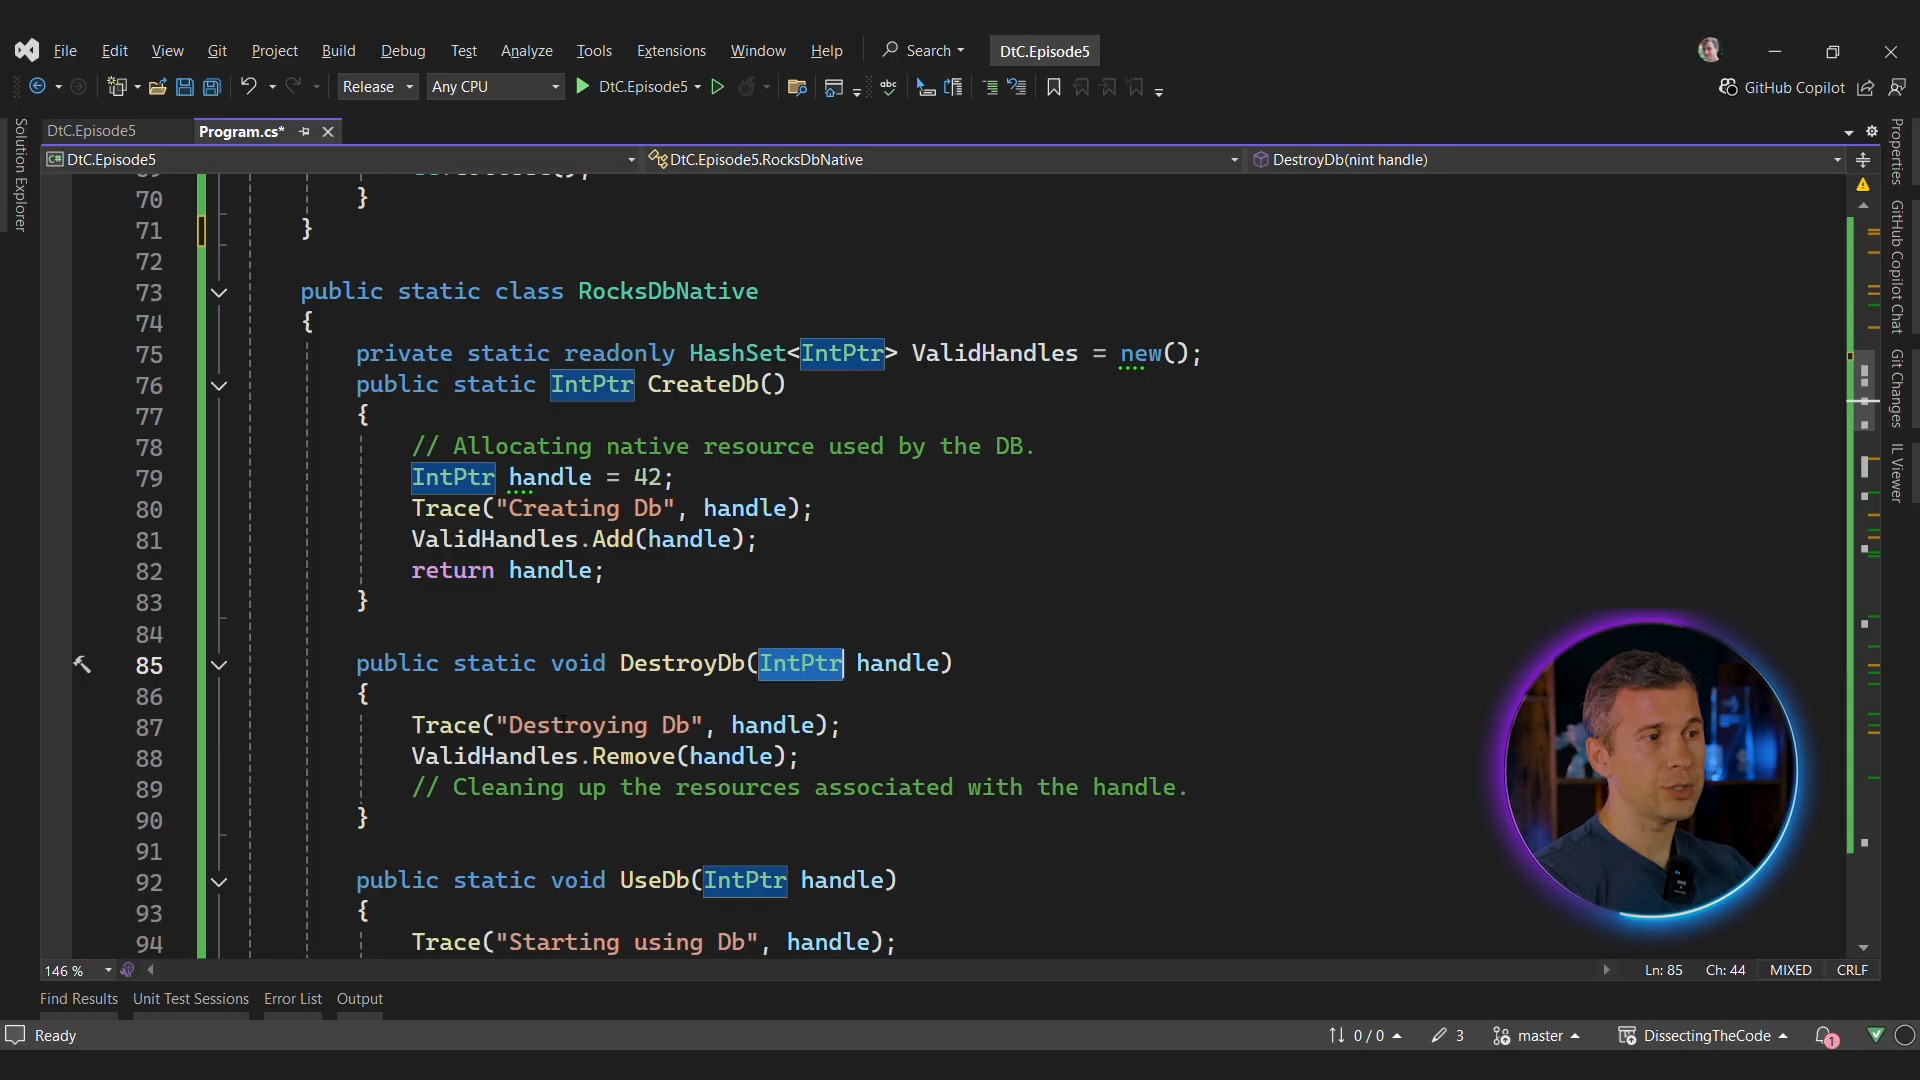 File Edit View Git Project Build Debug Test Analyze Tools Extensions Window Help Search DtC.Episode5
Release Any CPU DtC.Episode5 abc GitHub Copilot
DtC.Episode5 Program.cs*
C# DtC.Episode5 DtC.Episode5.RocksDbNative DestroyDb(nint handle)
Solution Explorer
Properties
GitHub Copilot Chat
Git Changes
IL Viewer
70 }
71 }
72
73 public static class RocksDbNative
74 {
75 private static readonly HashSet<IntPtr> ValidHandles = new();
76 public static IntPtr CreateDb()
77 {
78 // Allocating native resource used by the DB.
79 IntPtr handle = 42;
80 Trace("Creating Db", handle);
81 ValidHandles.Add(handle);
82 return handle;
83 }
84
85 public static void DestroyDb(IntPtr handle)
86 {
87 Trace("Destroying Db", handle);
88 ValidHandles.Remove(handle);
89 // Cleaning up the resources associated with the handle.
90 }
91
92 public static void UseDb(IntPtr handle)
93 {
94 Trace("Starting using Db", handle);
146 % Ln: 85 Ch: 44 MIXED CRLF
Find Results Unit Test Sessions Error List Output
Ready 0 / 0 3 master DissectingTheCode 1